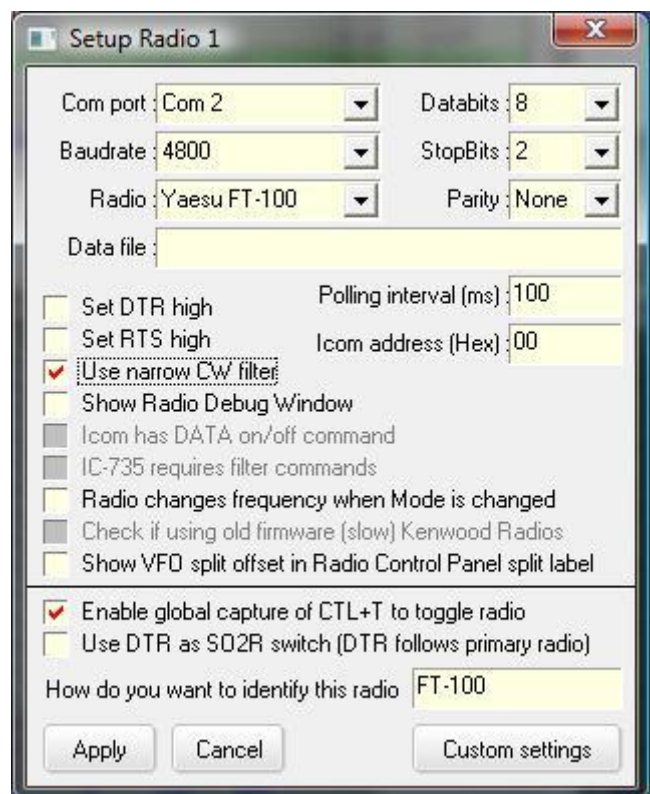 Setup Radio 1
Com port : Com 2 Databits : 8
Baudrate : 4800 StopBits : 2
Radio : Yaesu FT-100 Parity : None
Data file :
Set DTR high Polling interval (ms) : 100
Set RTS high Icom address (Hex) : 00
Use narrow CW filter
Show Radio Debug Window
Icom has DATA on/off command
IC-735 requires filter commands
Radio changes frequency when Mode is changed
Check if using old firmware (slow) Kenwood Radios
Show VFO split offset in Radio Control Panel split label
Enable global capture of CTL+T to toggle radio
Use DTR as SO2R switch (DTR follows primary radio)
How do you want to identify this radio FT-100
Apply Cancel Custom settings